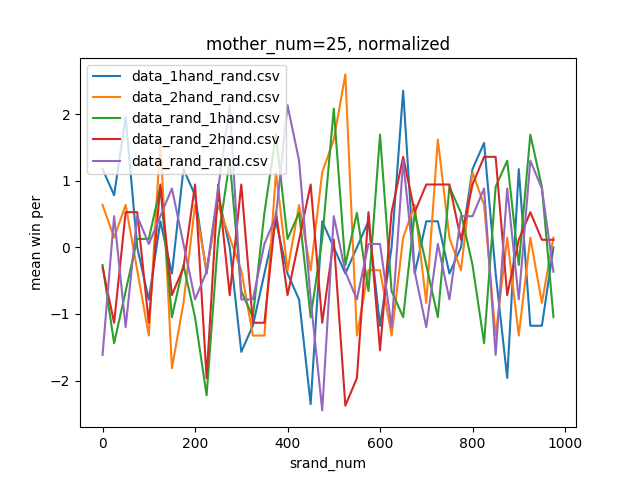 mother_num=25, normalized
data_1hand_rand.csv
data_2hand_rand.csv
data_rand_1hand.csv
data_rand_2hand.csv
data_rand_rand.csv
mean win per
2
1
0
−1
−2
0 200 400 600 800 1000
srand_num